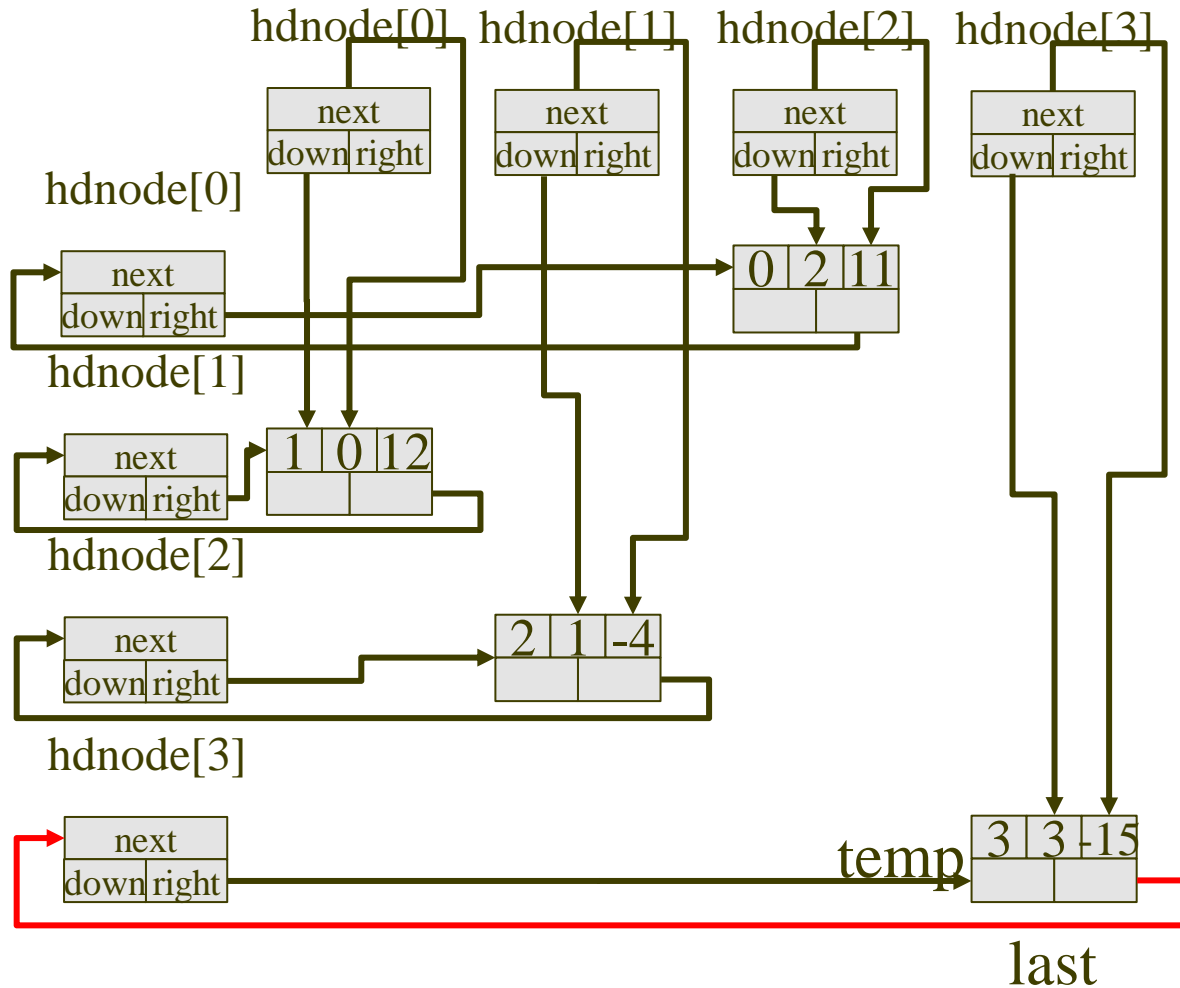 hdnode[0] hdnode[1] hdnode[2] hdnode[3]
next next next next
down right down right down right down right
hdnode[0]
next 0 2 11
down right
hdnode[1]
next 1 0 12
down right
hdnode[2]
next 2 1 -4
down right
hdnode[3]
next 3 3 -15
down right temp
last